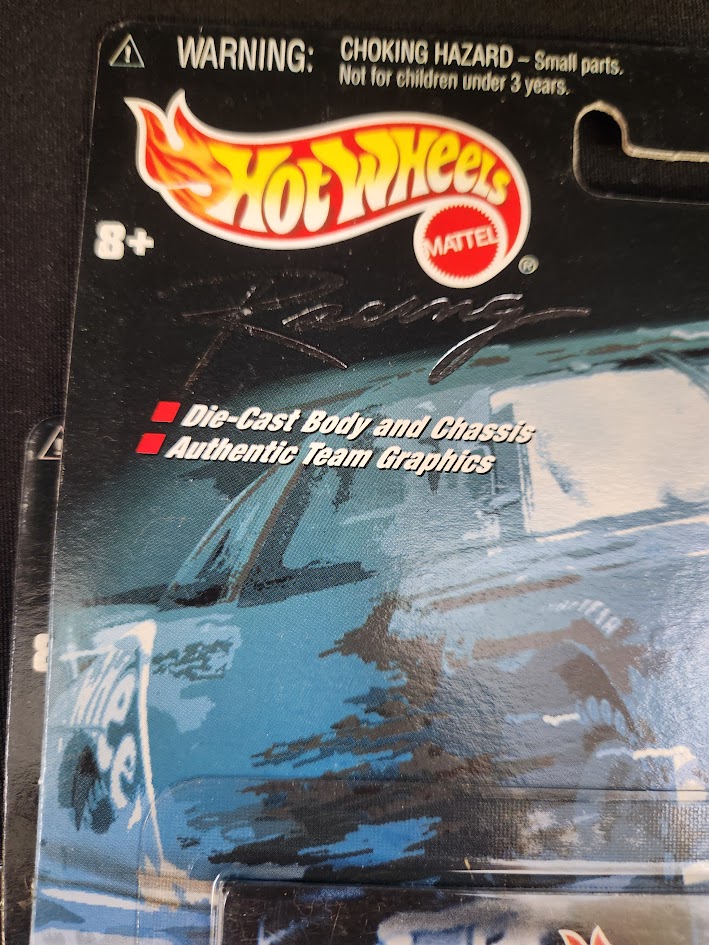 WARNING: CHOKING HAZARD – Small parts.
Not for children under 3 years.
HOT WHEELS
MATTEL
®
8+
Racing
Die-Cast Body and Chassis
Authentic Team Graphics